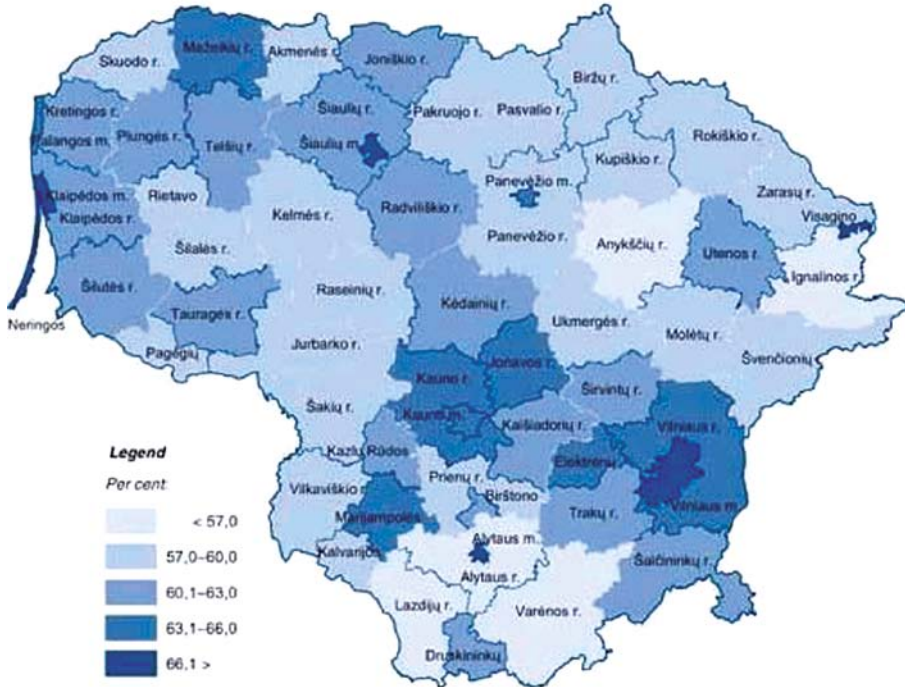 Skuodo r.
Mažeikių r.
Akmenės r.
Joniškio r.
Biržų r.
Kretingos r.
Palangos m.
Plungės r.
Telšių r.
Šiaulių r.
Šiaulių m.
Pakruojo r.
Pasvalio r.
Rokiškio r.
Kupiškio r.
Panevėžio m.
Klaipėdos m.
Klaipėdos r.
Rietavo
Kelmės r.
Radviliškio r.
Zarasų r.
Visagino
Šilalės r.
Panevėžio r.
Anykščių r.
Utenos r.
Ignalinos r.
Šilutės r.
Raseinių r.
Kėdainių r.
Tauragės r.
Ukmergės r.
Neringos
Pagėgių
Jurbarko r.
Molėtų r.
Švenčionių
Kauno r.
Jonavos r.
Širvintų r.
Šakių r.
Kauno m.
Kaišiadorių r.
Vilniaus r.
Kazlų Rūdos
Elektrėnų
Vilkaviškio r.
Prienų r.
Birštono
Vilniaus m.
Marijampolės
Trakų r.
Kalvarijos
Alytaus m.
Šalčininkų r.
Alytaus r.
Lazdijų r.
Varėnos r.
Druskininkų
Legend
Per cent
< 57,0
57,0–60,0
60,1–63,0
63,1–66,0
66,1 >